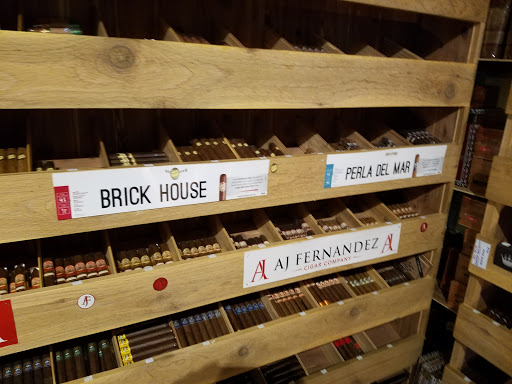 BRICK HOUSE
PERLA DEL MAR
AJ FERNANDEZ
CIGAR COMPANY